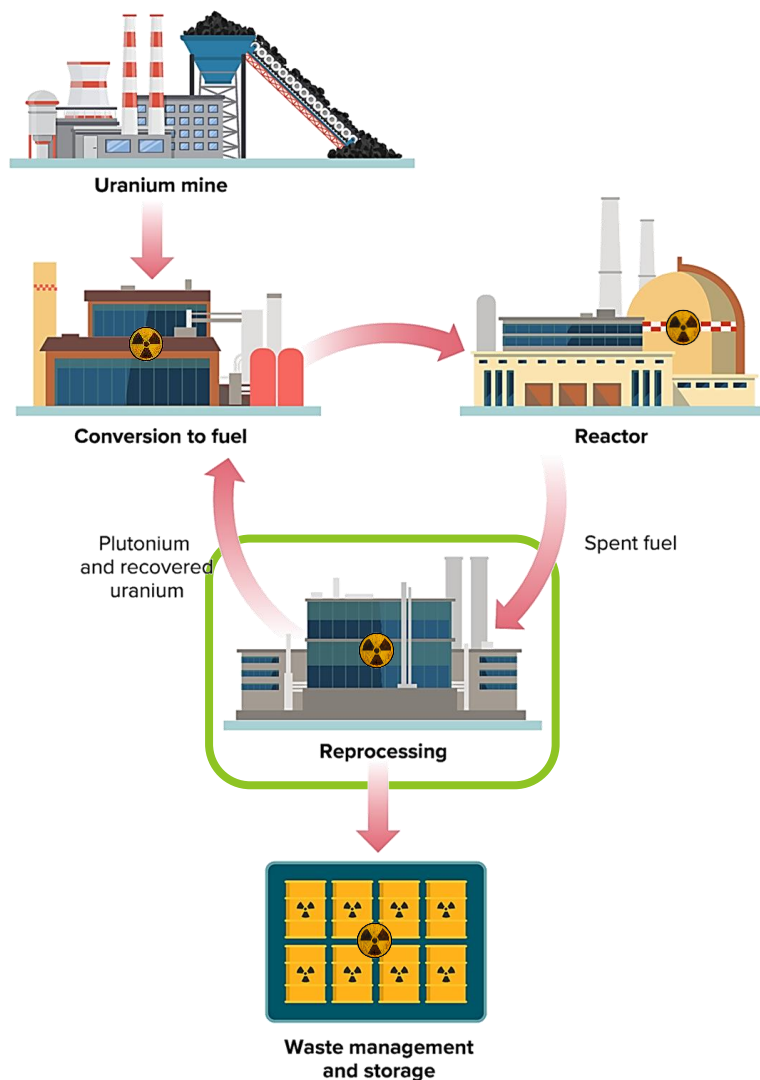 Uranium mine
Conversion to fuel
Reactor
Plutonium
and recovered
uranium
Spent fuel
Reprocessing
Waste management
and storage